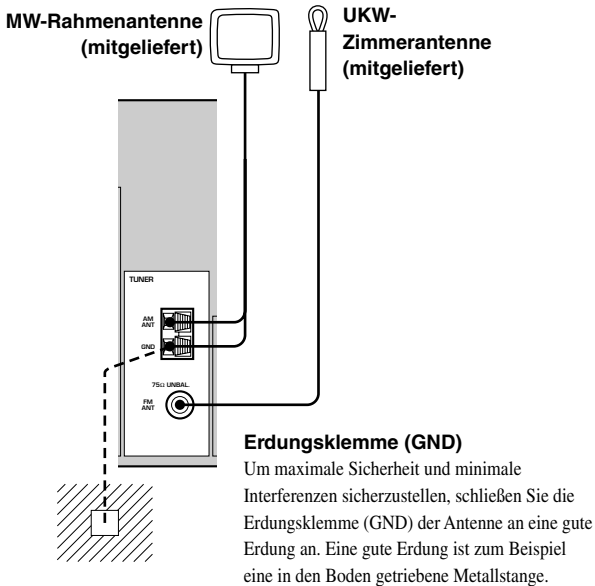 MW-Rahmenantenne
(mitgeliefert)
UKW-
Zimmerantenne
(mitgeliefert)
TUNER
AM
ANT
GND
75Ω UNBAL.
FM
ANT
Erdungsklemme (GND)
Um maximale Sicherheit und minimale
Interferenzen sicherzustellen, schließen Sie die
Erdungsklemme (GND) der Antenne an eine gute
Erdung an. Eine gute Erdung ist zum Beispiel
eine in den Boden getriebene Metallstange.